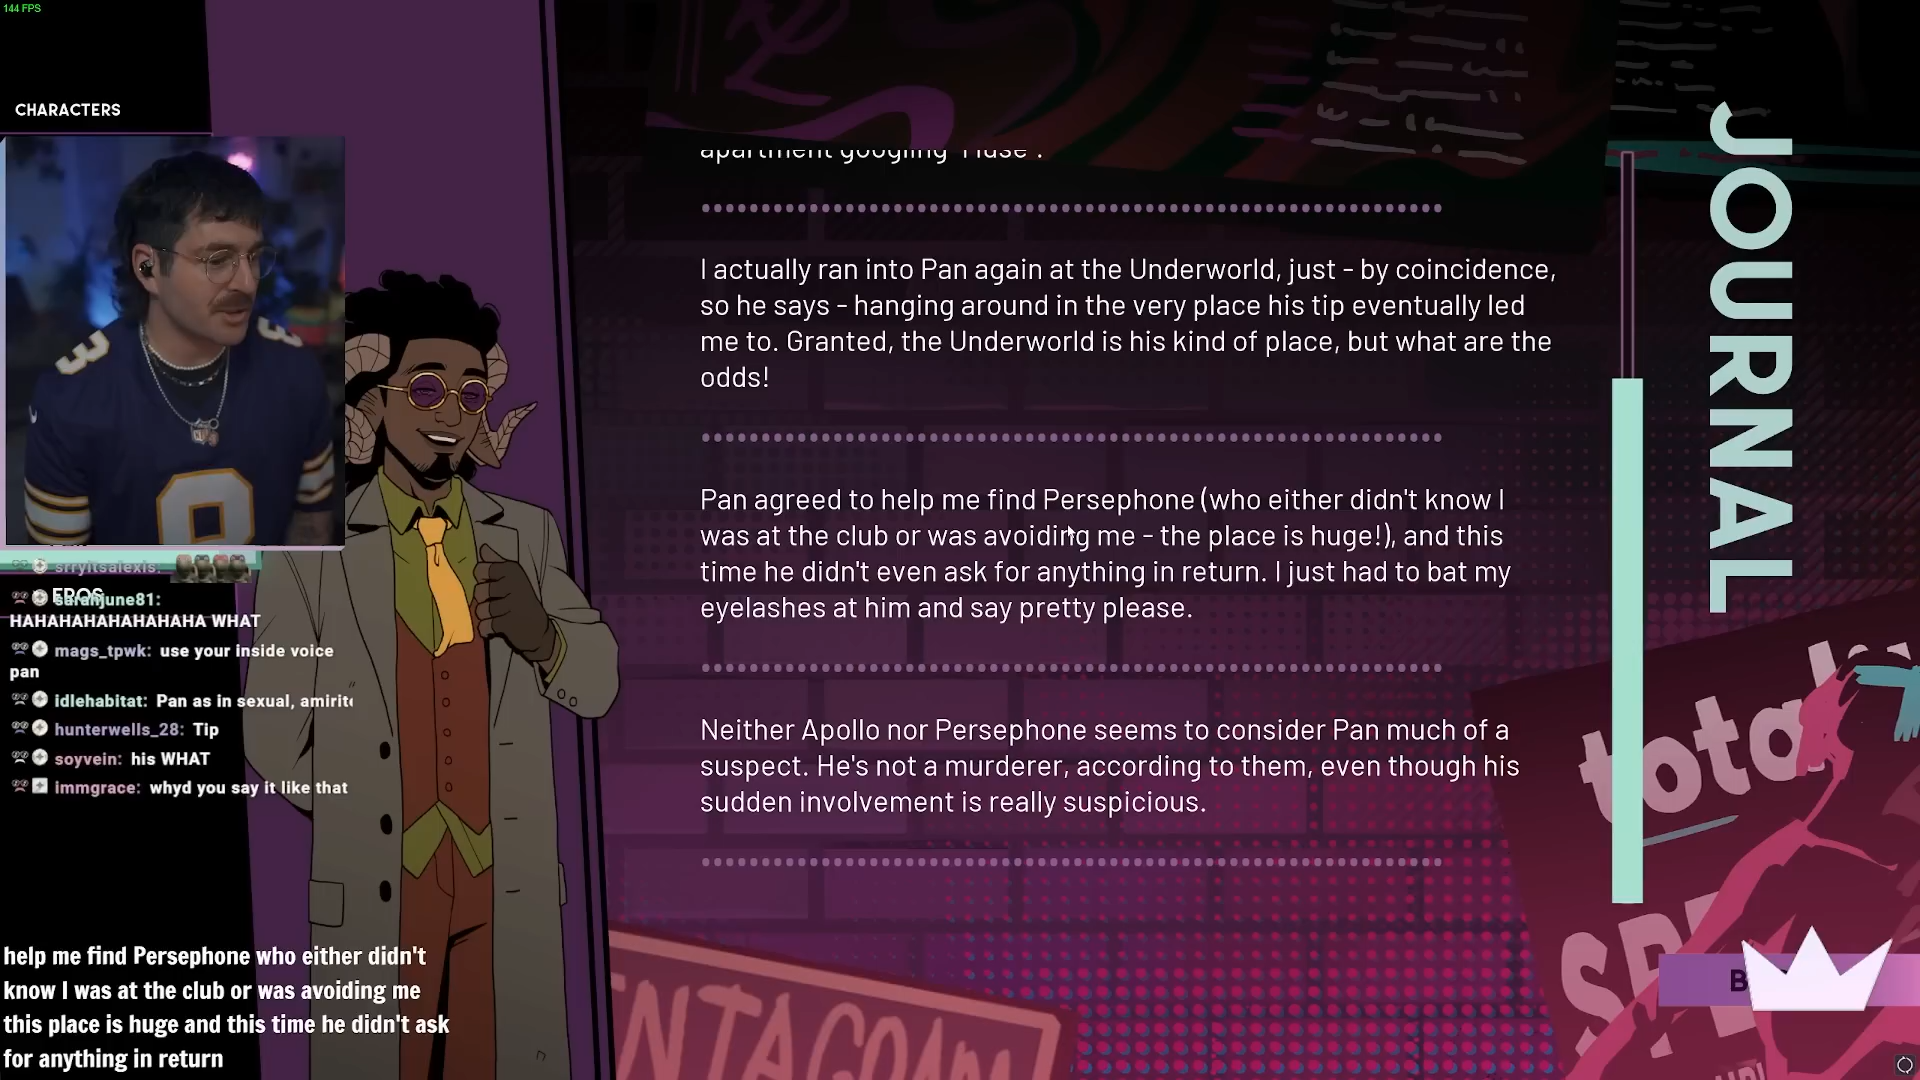 144 FPS
CHARACTERS
apartment googling
I actually ran into Pan again at the Underworld, just - by coincidence,
so he says - hanging around in the very place his tip eventually led
me to. Granted, the Underworld is his kind of place, but what are the
odds!
Pan agreed to help me find Persephone (who either didn't know I
was at the club or was avoiding me - the place is huge!), and this
time he didn't even ask for anything in return. I just had to bat my
eyelashes at him and say pretty please.
Neither Apollo nor Persephone seems to consider Pan much of a
suspect. He's not a murderer, according to them, even though his
sudden involvement is really suspicious.
JOURNAL
srryitsalexis:
EROS
sarahjune81:
HAHAHAHAHAHAHAHA WHAT
mags_tpwk: use your inside voice
pan
idlehabitat: Pan as in sexual, amirite
hunterwells_28: Tip
soyvein: his WHAT
immgrace: whyd you say it like that
help me find Persephone who either didn't
know I was at the club or was avoiding me
this place is huge and this time he didn't ask
for anything in return